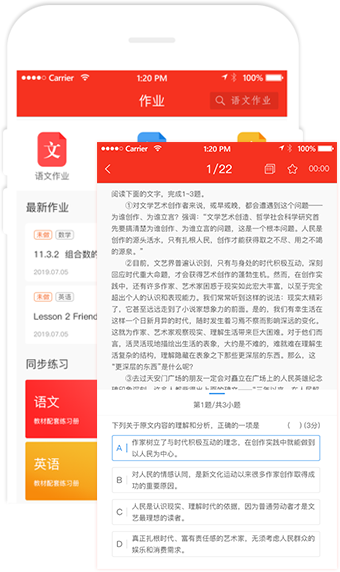 Carrier
1:20 PM
100%
作业
语文作业
文
语文作业
最新作业
未做 数学
11.3.2 组合数的
2019.07.05
未做 英语
Lesson 2 Friend
2019.07.05
同步练习
语文
教材配套练习册
英语
教材配套练习册
Carrier
1:20 PM
100%
1/22
00:00
阅读下面的文字，完成1~3题。
①对文学艺术创作者来说，或早或晚，都会遭遇到这个问题——
为谁创作、为谁立言？强调：“文学艺术创造、哲学社会科学研究首
先要搞清楚为谁创作、为谁立言的问题，这是一个根本问题。人民是
创作的源头活水，只有扎根人民，创作才能获得取之不尽、用之不竭
的源泉。”
②目前，文艺界普遍认识到，只有与身处的时代积极互动，深刻
回应时代重大命题，才会获得艺术创作的蓬勃生机。然而，在创作实
践中，还有许多作家、艺术家困惑于现实如此宏大丰富，以至于完全
超出个人的认识和表现能力。我们常常听到这样的说法：现实太精彩
了，它甚至远远走到了小说家想象力的前面。是的，我们有幸生活在
这样一个日新月异的时代，随时发生着习焉不察而影响深远的变化。
这就为作家、艺术家观察现实、理解生活带来巨大困难。对于他们而
言，活灵活现地描绘出生活的表象，大约是不难的，难就难在理解生
活复杂的结构，理解隐藏在表象之下那些更深层的东西。那么，这
“更深层的东西”是什么呢？
③去过天安门广场的朋友一定会对矗立在广场上的人民英雄纪念
第1题/共3小题
下列关于原文内容的理解和分析，正确的一项是 （ ）(3分)
A 作家树立了与时代积极互动的理念，在创作实践中就能做到
以人民为中心。
B 对人民的情感认同，是新文化运动以来很多作家创作取得成
功的重要原因。
C 人民是认识现实、理解时代的依据，因为普通劳动者才是文
艺最理想的读者。
D 真正扎根时代、富有责任感的艺术家，无须考虑人民群众的
娱乐和消费需求。